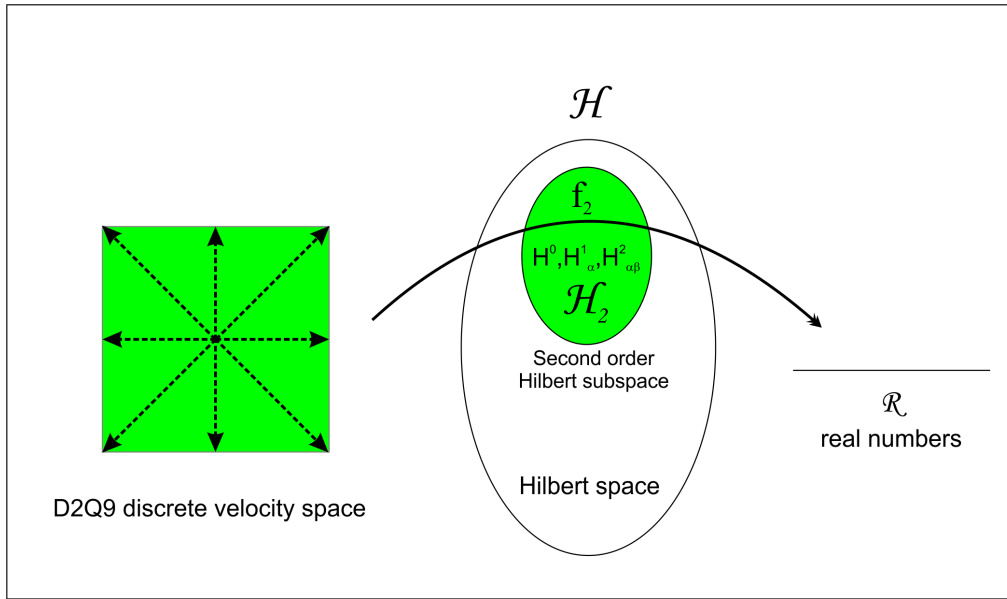 ℋ
f₂
H⁰,H¹α,H²αβ
ℋ₂
Second order
Hilbert subspace
ℛ
real numbers
Hilbert space
D2Q9 discrete velocity space